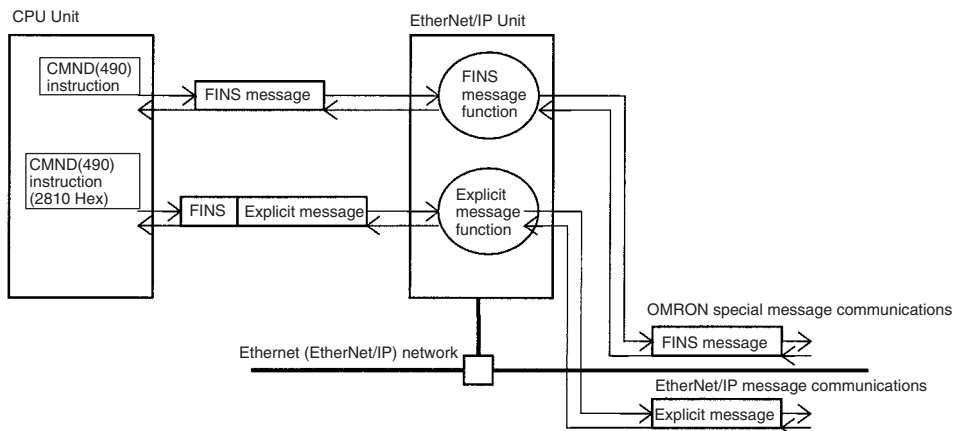 CPU Unit
EtherNet/IP Unit
CMND(490)
instruction
FINS message
FINS
message
function
CMND(490)
instruction
(2810 Hex)
FINS
Explicit message
Explicit
message
function
OMRON special message communications
FINS message
Ethernet (EtherNet/IP) network
EtherNet/IP message communications
Explicit message